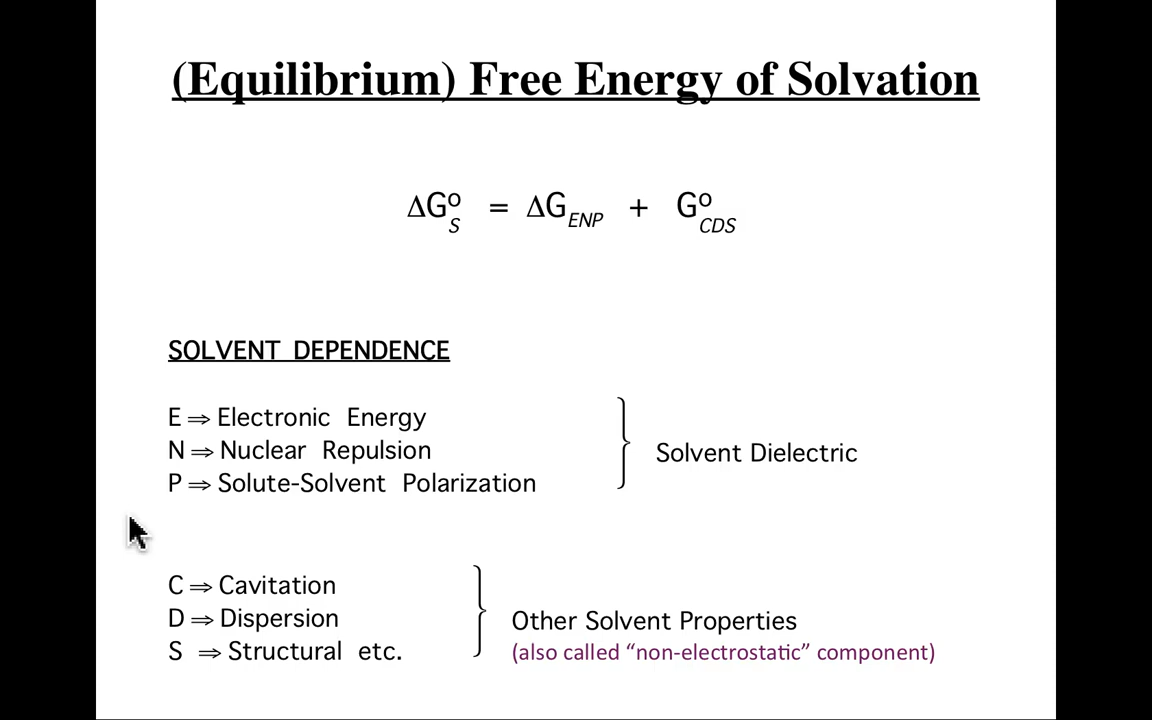 (Equilibrium) Free Energy of Solvation
ΔG°S = ΔGENP + G°CDS
SOLVENT DEPENDENCE
E ⇒ Electronic Energy
N ⇒ Nuclear Repulsion
P ⇒ Solute-Solvent Polarization
Solvent Dielectric
C ⇒ Cavitation
D ⇒ Dispersion
S ⇒ Structural etc.
Other Solvent Properties
(also called “non-electrostatic” component)